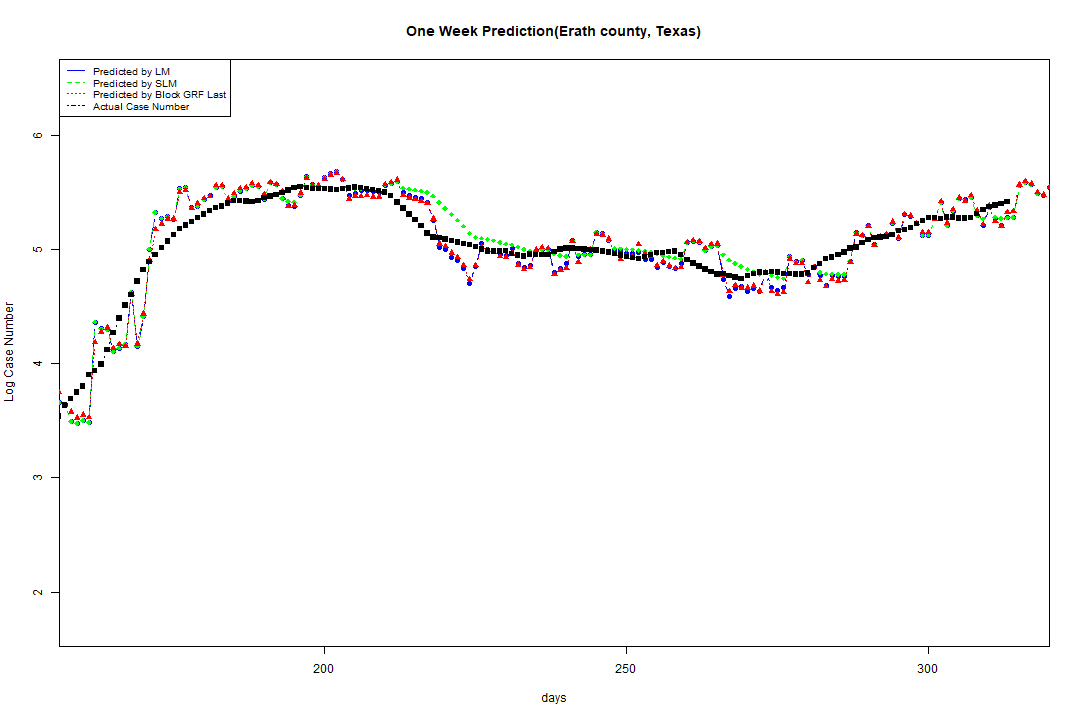 One Week Prediction(Erath county, Texas)
Predicted by LM
Predicted by SLM
Predicted by Block GRF Last
Actual Case Number
6
5
4
3
2
Log Case Number
200
250
300
days